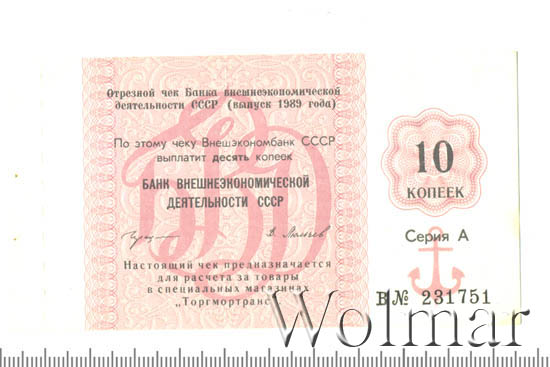 Отрезной чек Банка внешнеэкономической
деятельности СССР (выпуск 1989 года)
По этому чеку Внешэкономбанк СССР
выплатит десять копеек
БАНК ВНЕШНЕЭКОНОМИЧЕСКОЙ
ДЕЯТЕЛЬНОСТИ СССР
Настоящий чек предназначается
для расчета за товары
в специальных магазинах
„Торгмортранс".
10
КОПЕЕК
Серия А
В № 231751
Wolmar